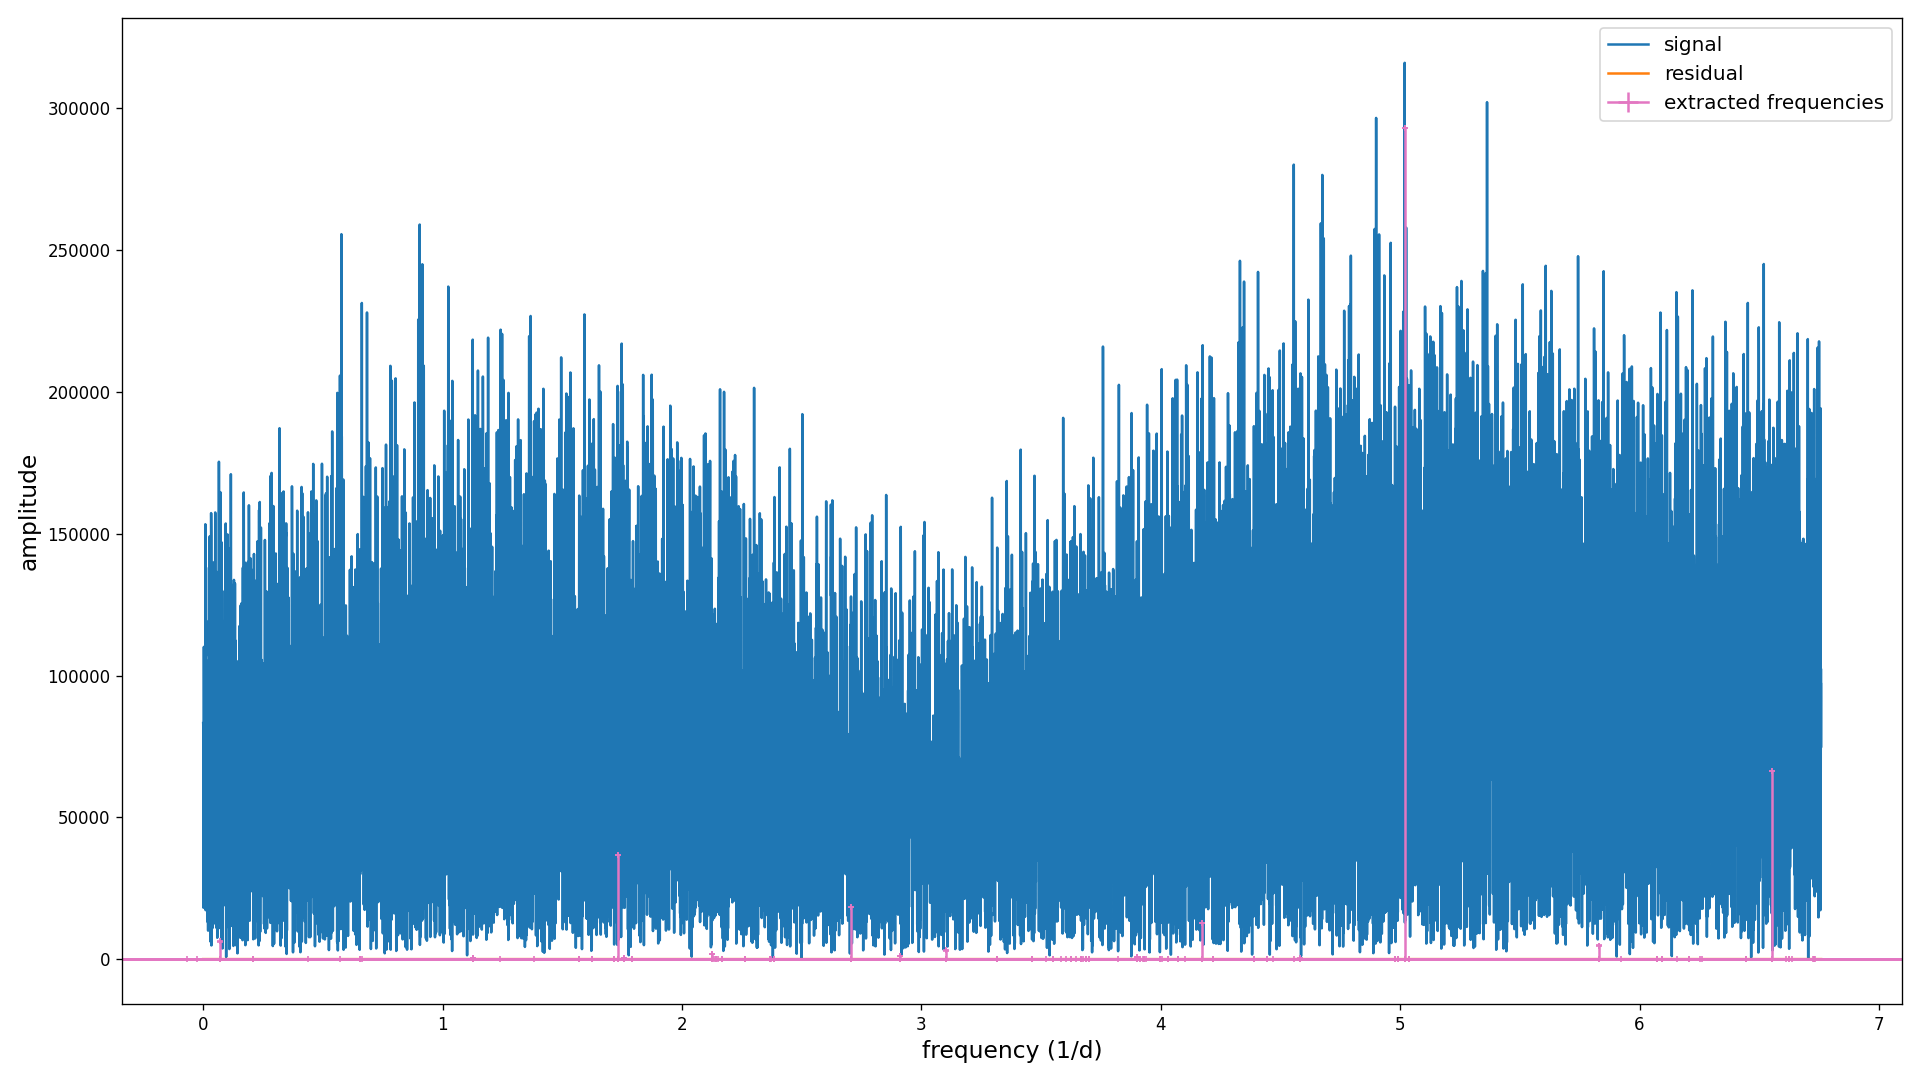 signal
residual
extracted frequencies
300000
250000
200000
150000
100000
50000
0
amplitude
0 1 2 3 4 5 6 7
frequency (1/d)